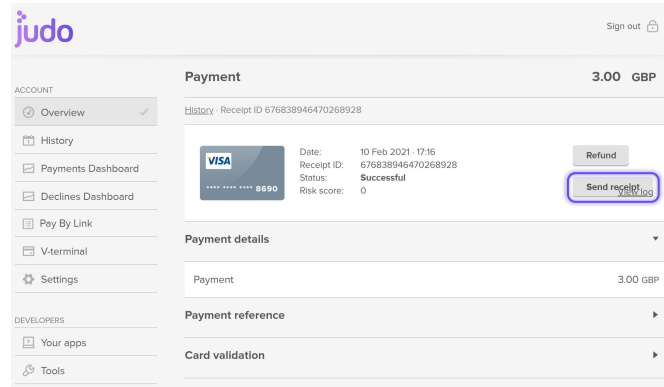 judo
Sign out
Payment 3.00 GBP
ACCOUNT
Overview
History
Payments Dashboard
Declines Dashboard
Pay By Link
V-terminal
Settings
DEVELOPERS
Your apps
Tools
History - Receipt ID 676838946470268928
VISA
**** **** **** 8690
Date: 10 Feb 2021 - 17:16
Receipt ID: 676838946470268928
Status: Successful
Risk score: 0
Refund
Send receipt
View log
Payment details
Payment 3.00 GBP
Payment reference
Card validation